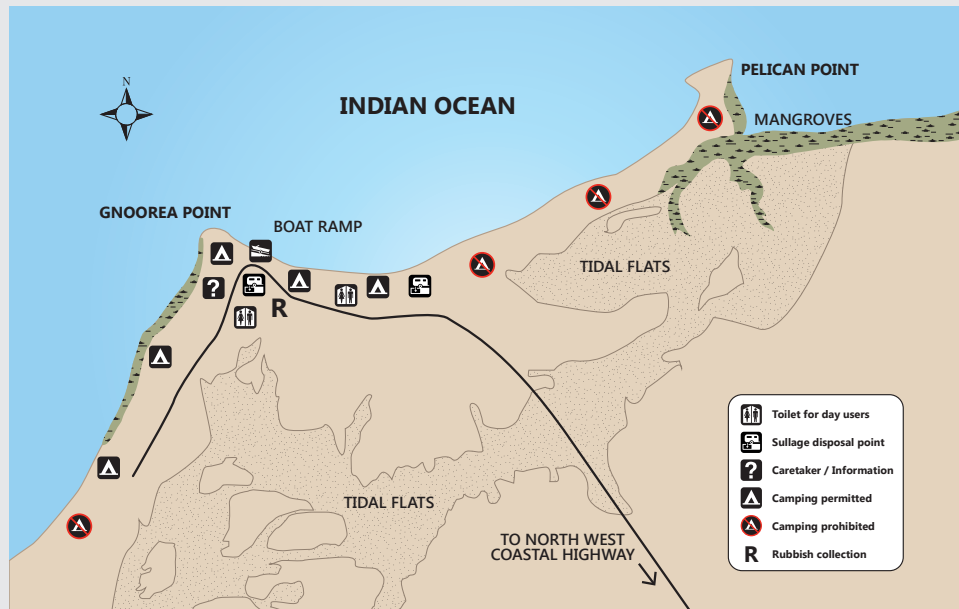 N
INDIAN OCEAN
PELICAN POINT
MANGROVES
GNOOREA POINT
BOAT RAMP
TIDAL FLATS
?
R
TIDAL FLATS
TO NORTH WEST
COASTAL HIGHWAY
Toilet for day users
Sullage disposal point
? Caretaker / Information
Camping permitted
Camping prohibited
R Rubbish collection